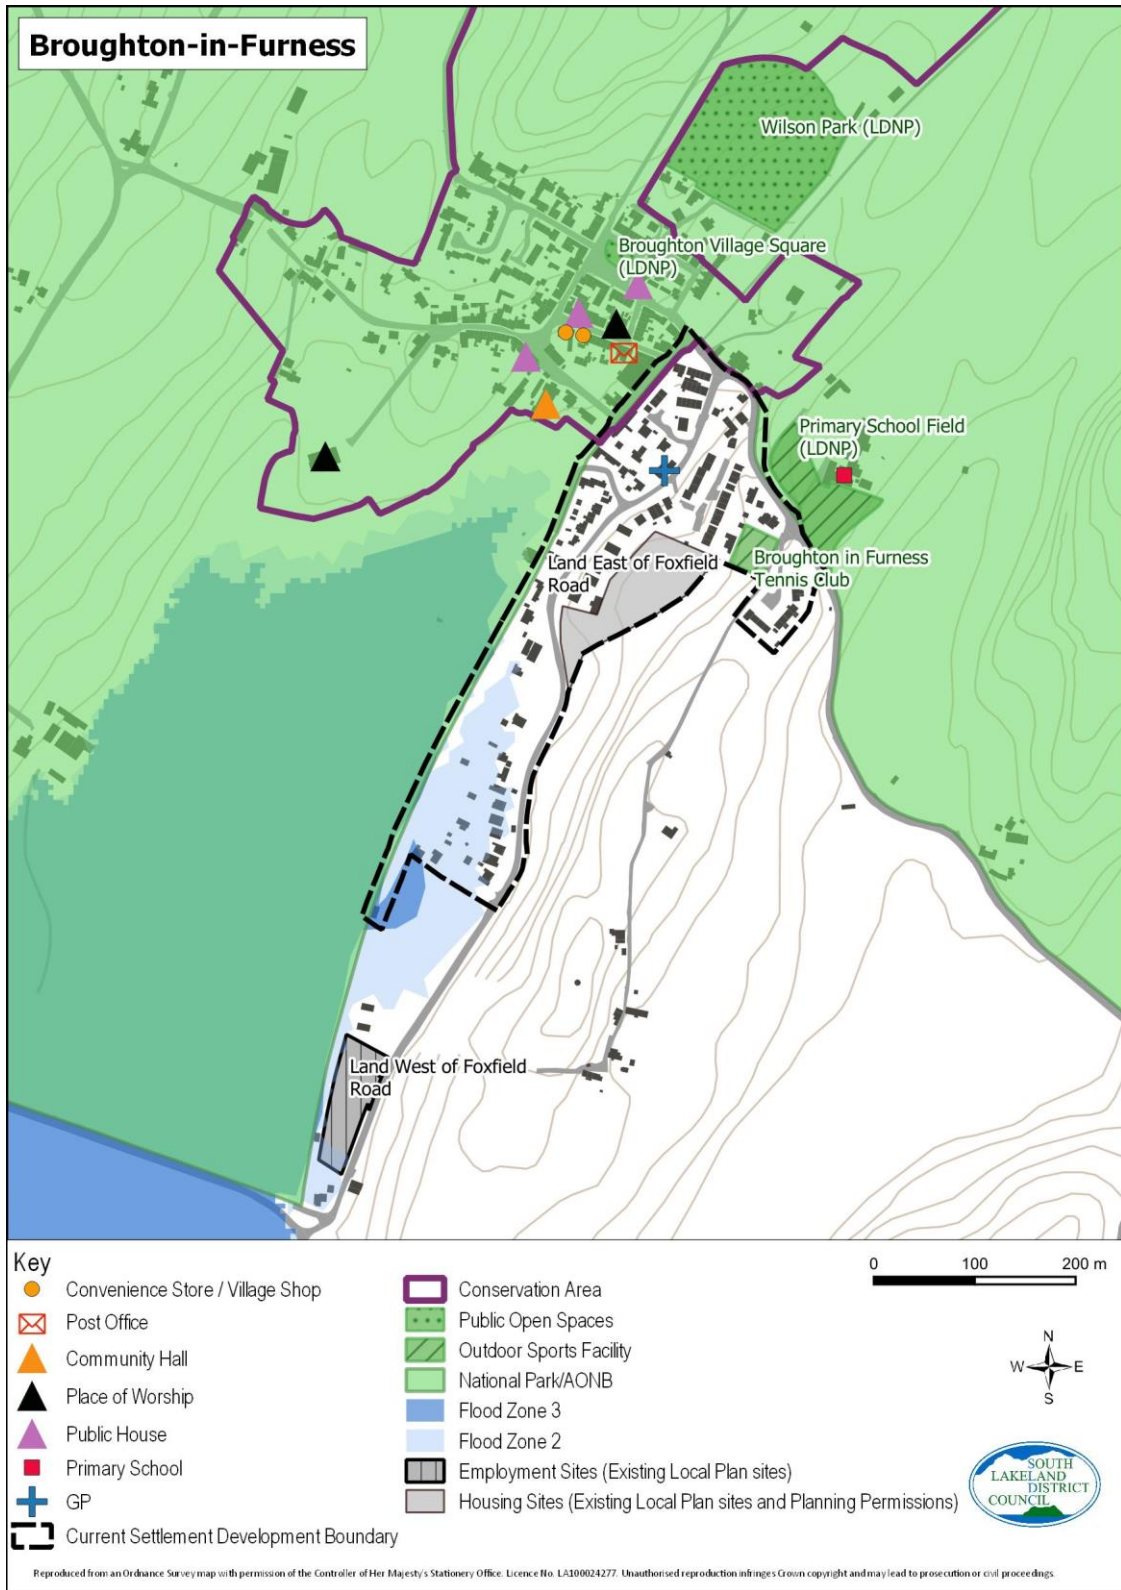 Broughton-in-Furness
Wilson Park (LDNP)
Broughton Village Square
(LDNP)
Primary School Field
(LDNP)
Land East of Foxfield
Road
Broughton in Furness
Tennis Club
Land West of Foxfield
Road
Key
Convenience Store / Village Shop
Post Office
Community Hall
Place of Worship
Public House
Primary School
GP
Current Settlement Development Boundary
Conservation Area
Public Open Spaces
Outdoor Sports Facility
National Park/AONB
Flood Zone 3
Flood Zone 2
Employment Sites (Existing Local Plan sites)
Housing Sites (Existing Local Plan sites and Planning Permissions)
0 100 200 m
N
W E
S
SOUTH
LAKELAND
DISTRICT
COUNCIL
Reproduced from an Ordnance Survey map with permission of the Controller of Her Majesty's Stationery Office. Licence No. LA100024277. Unauthorised reproduction infringes Crown copyright and may lead to prosecution or civil proceedings.